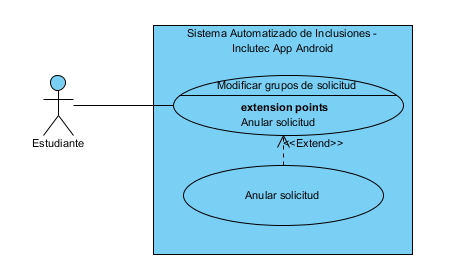 Sistema Automatizado de Inclusiones -
Inclutec App Android
Modificar grupos de solicitud
extension points
Anular solicitud
<<Extend>>
Estudiante
Anular solicitud